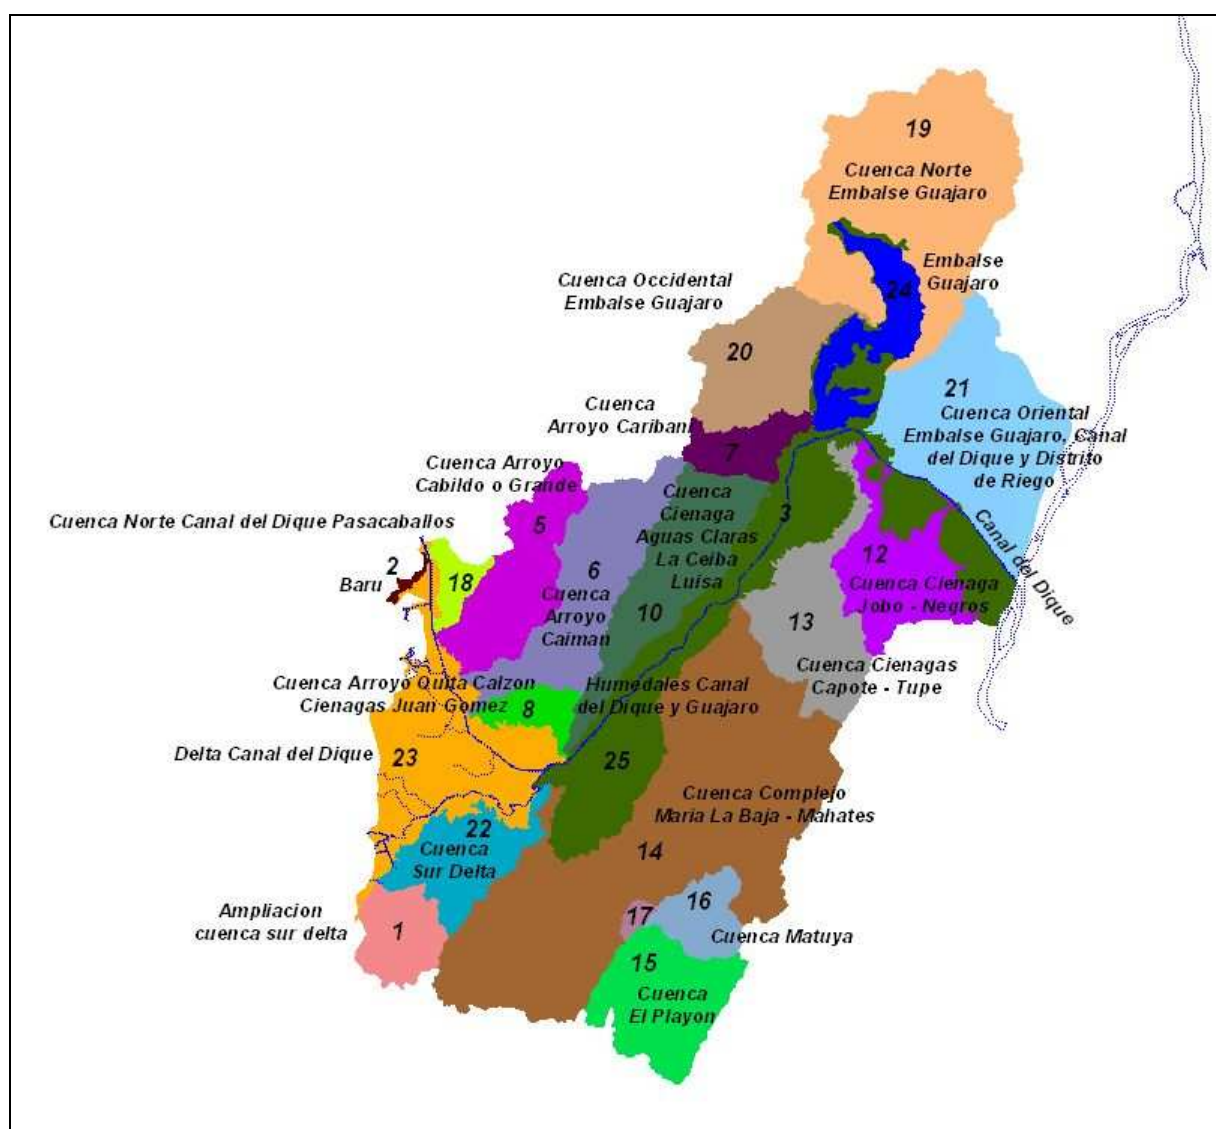 19
Cuenca Norte
Embalse Guajaro
Embalse
Guajaro
24
Cuenca Occidental
Embalse Guajaro
20
21
Cuenca Oriental
Embalse Guajaro, Canal
del Dique y Distrito
de Riego
Cuenca
Arroyo Caribani
7
Cuenca Arroyo
Cabildo o Grande
5
Cuenca
Cienaga
Aguas Claras
La Ceiba
Luisa
3
Canal del Dique
Cuenca Norte Canal del Dique Pasacaballos
2
Baru
18
6
Cuenca
Arroyo
Caiman
10
12
Cuenca Cienaga
Jobo - Negros
13
Cuenca Cienagas
Capote - Tupe
Cuenca Arroyo Quita Calzon
Cienagas Juan Gomez
8
Humedales Canal
del Dique y Guajaro
Delta Canal del Dique
23
25
Cuenca Complejo
Maria La Baja - Mahates
22
Cuenca
Sur Delta
14
Ampliacion
cuenca sur delta
1
17
16
Cuenca Matuya
15
Cuenca
El Playon